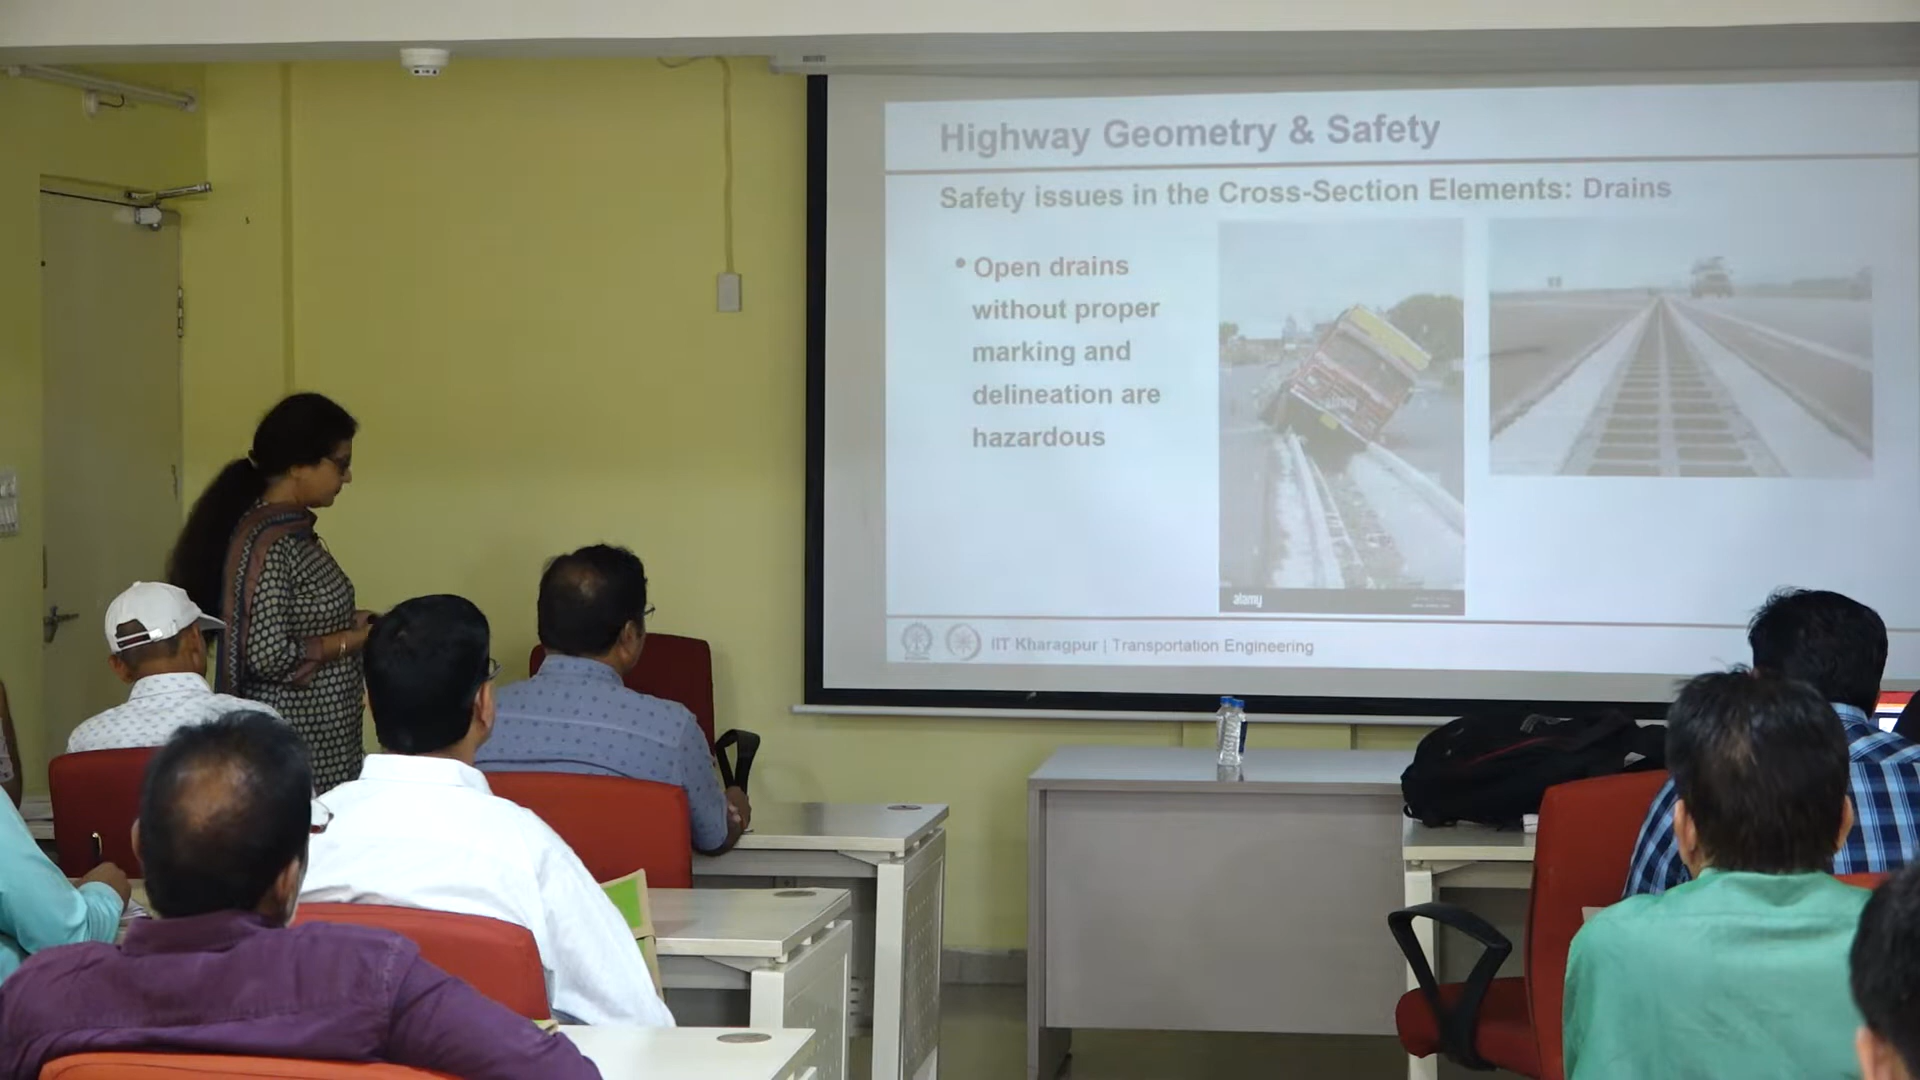 Highway Geometry & Safety
Safety issues in the Cross-Section Elements: Drains
• Open drains
without proper
marking and
delineation are
hazardous
alamy
IIT Kharagpur | Transportation Engineering